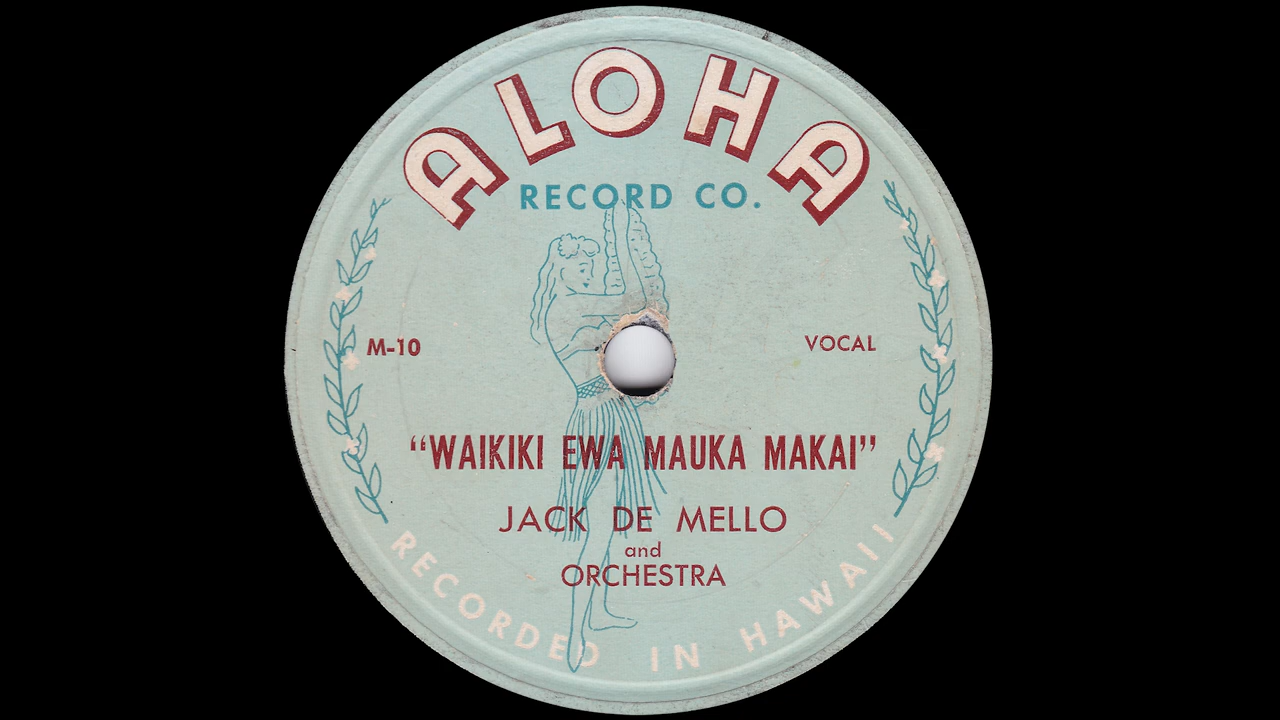 ALOHA
RECORD CO.
M-10
VOCAL
“WAIKIKI EWA MAUKA MAKAI”
JACK DE MELLO
and
ORCHESTRA
RECORDED IN HAWAII